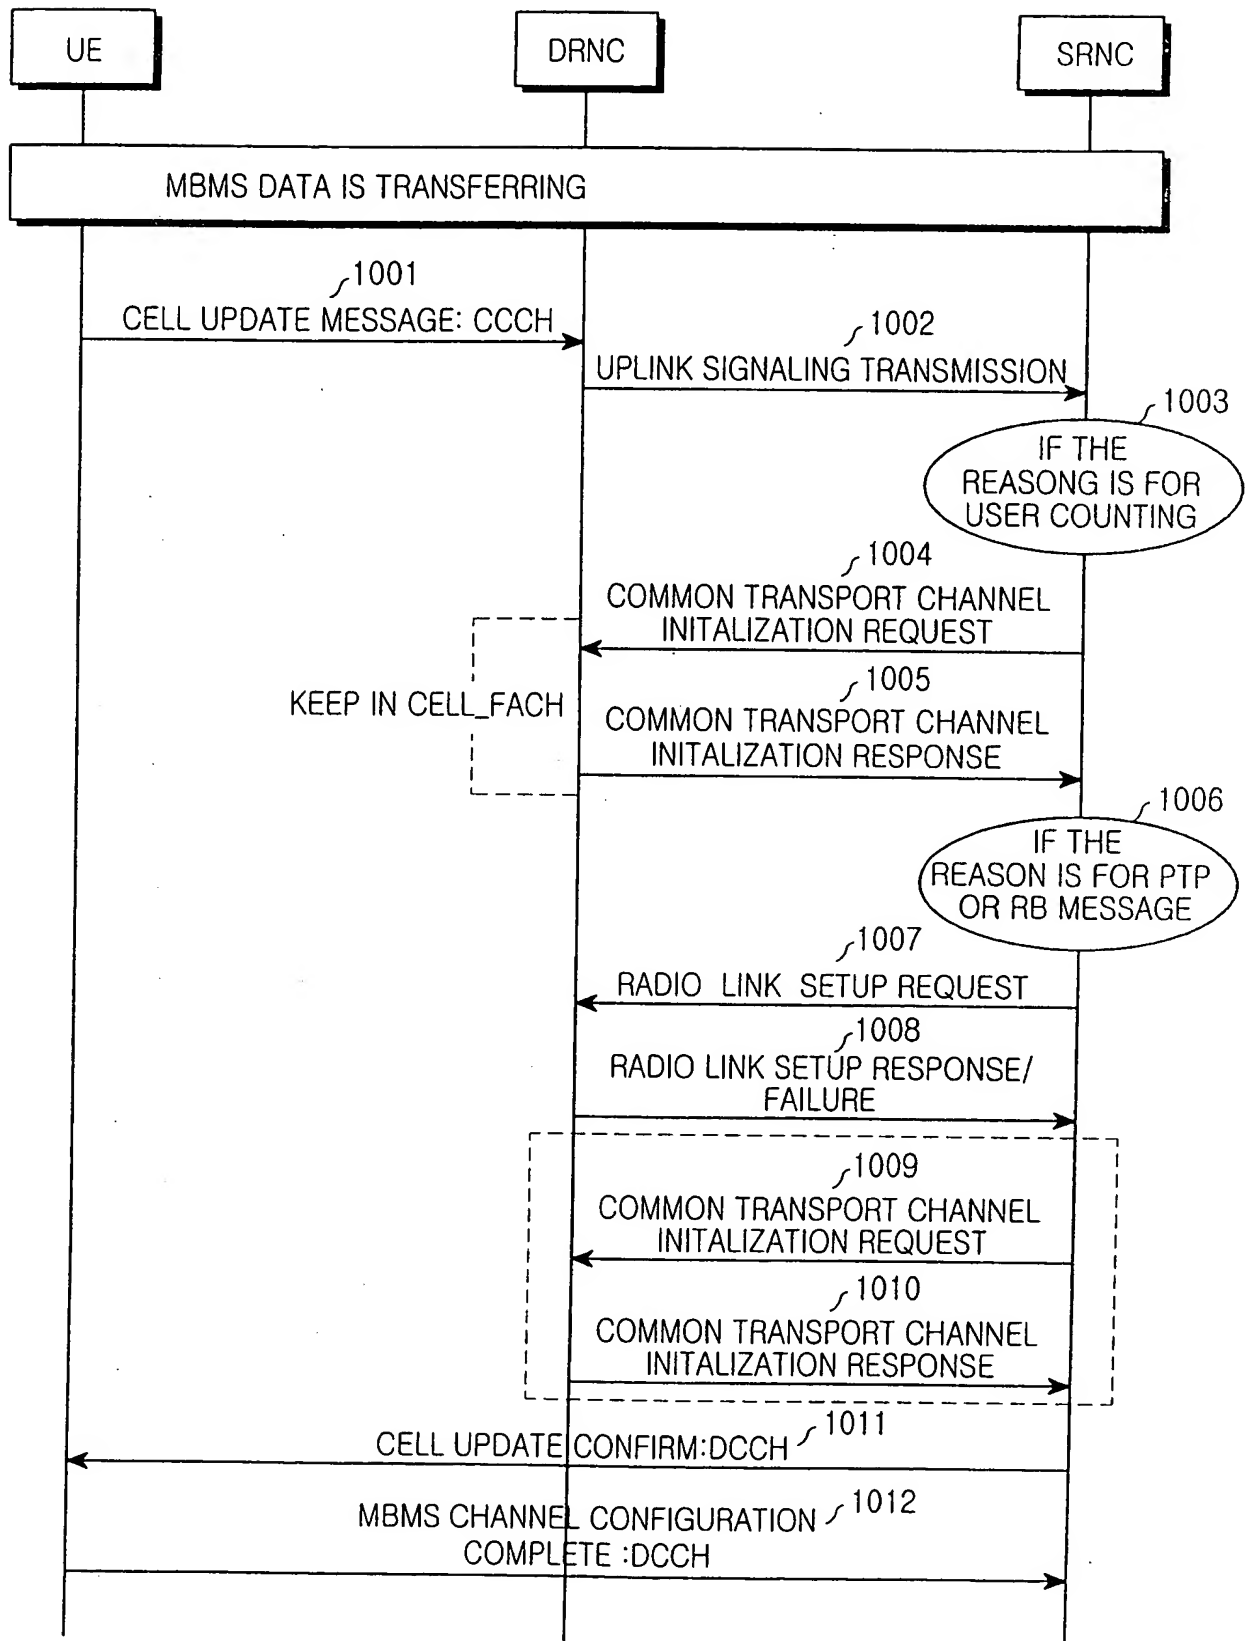 UE
DRNC
SRNC
MBMS DATA IS TRANSFERRING
1001
CELL UPDATE MESSAGE: CCCH
1002
UPLINK SIGNALING TRANSMISSION
1003
IF THE
REASONG IS FOR
USER COUNTING
1004
COMMON TRANSPORT CHANNEL
INITALIZATION REQUEST
KEEP IN CELL_FACH
1005
COMMON TRANSPORT CHANNEL
INITALIZATION RESPONSE
1006
IF THE
REASON IS FOR PTP
OR RB MESSAGE
1007
RADIO LINK SETUP REQUEST
1008
RADIO LINK SETUP RESPONSE/
FAILURE
1009
COMMON TRANSPORT CHANNEL
INITALIZATION REQUEST
1010
COMMON TRANSPORT CHANNEL
INITALIZATION RESPONSE
1011
CELL UPDATE CONFIRM:DCCH
1012
MBMS CHANNEL CONFIGURATION
COMPLETE :DCCH